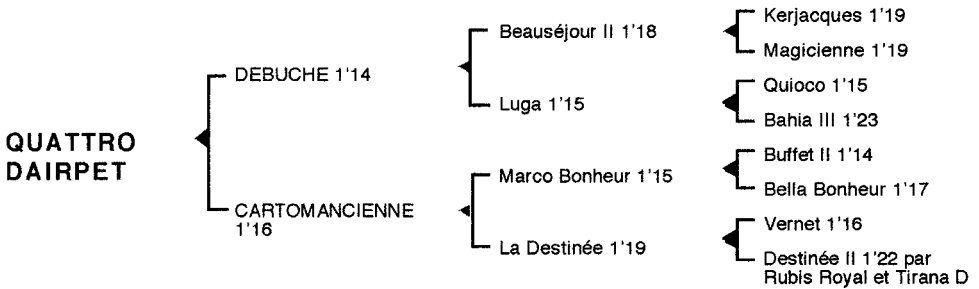 Kerjacques 1'19
Beauséjour II 1'18
Magicienne 1'19
DEBUCHE 1'14
Quioco 1'15
Luga 1'15
Bahia III 1'23
QUATTRO
DAIRPET
Buffet II 1'14
Marco Bonheur 1'15
Bella Bonheur 1'17
CARTOMANCIENNE
1'16
Vernet 1'16
La Destinée 1'19
Destinée II 1'22 par
Rubis Royal et Tirana D